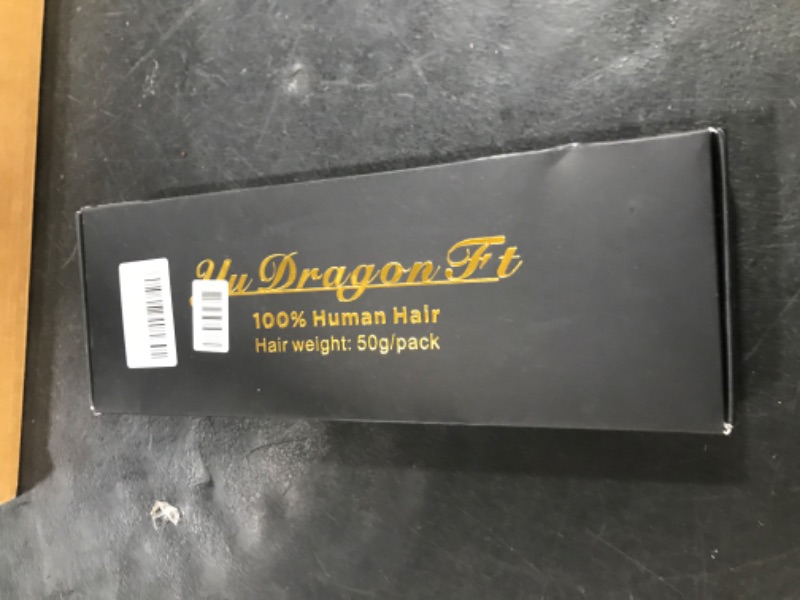 Yu Dragon Ft
100% Human Hair
Hair weight: 50g/pack